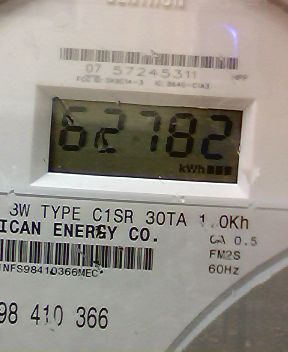 07 57245311
62782
kWh
3W TYPE C1SR 30TA 1.0Kh
ICAN ENERGY CO.
CA 0.5
FM2S
60Hz
NFS98410366MEC
98 410 366